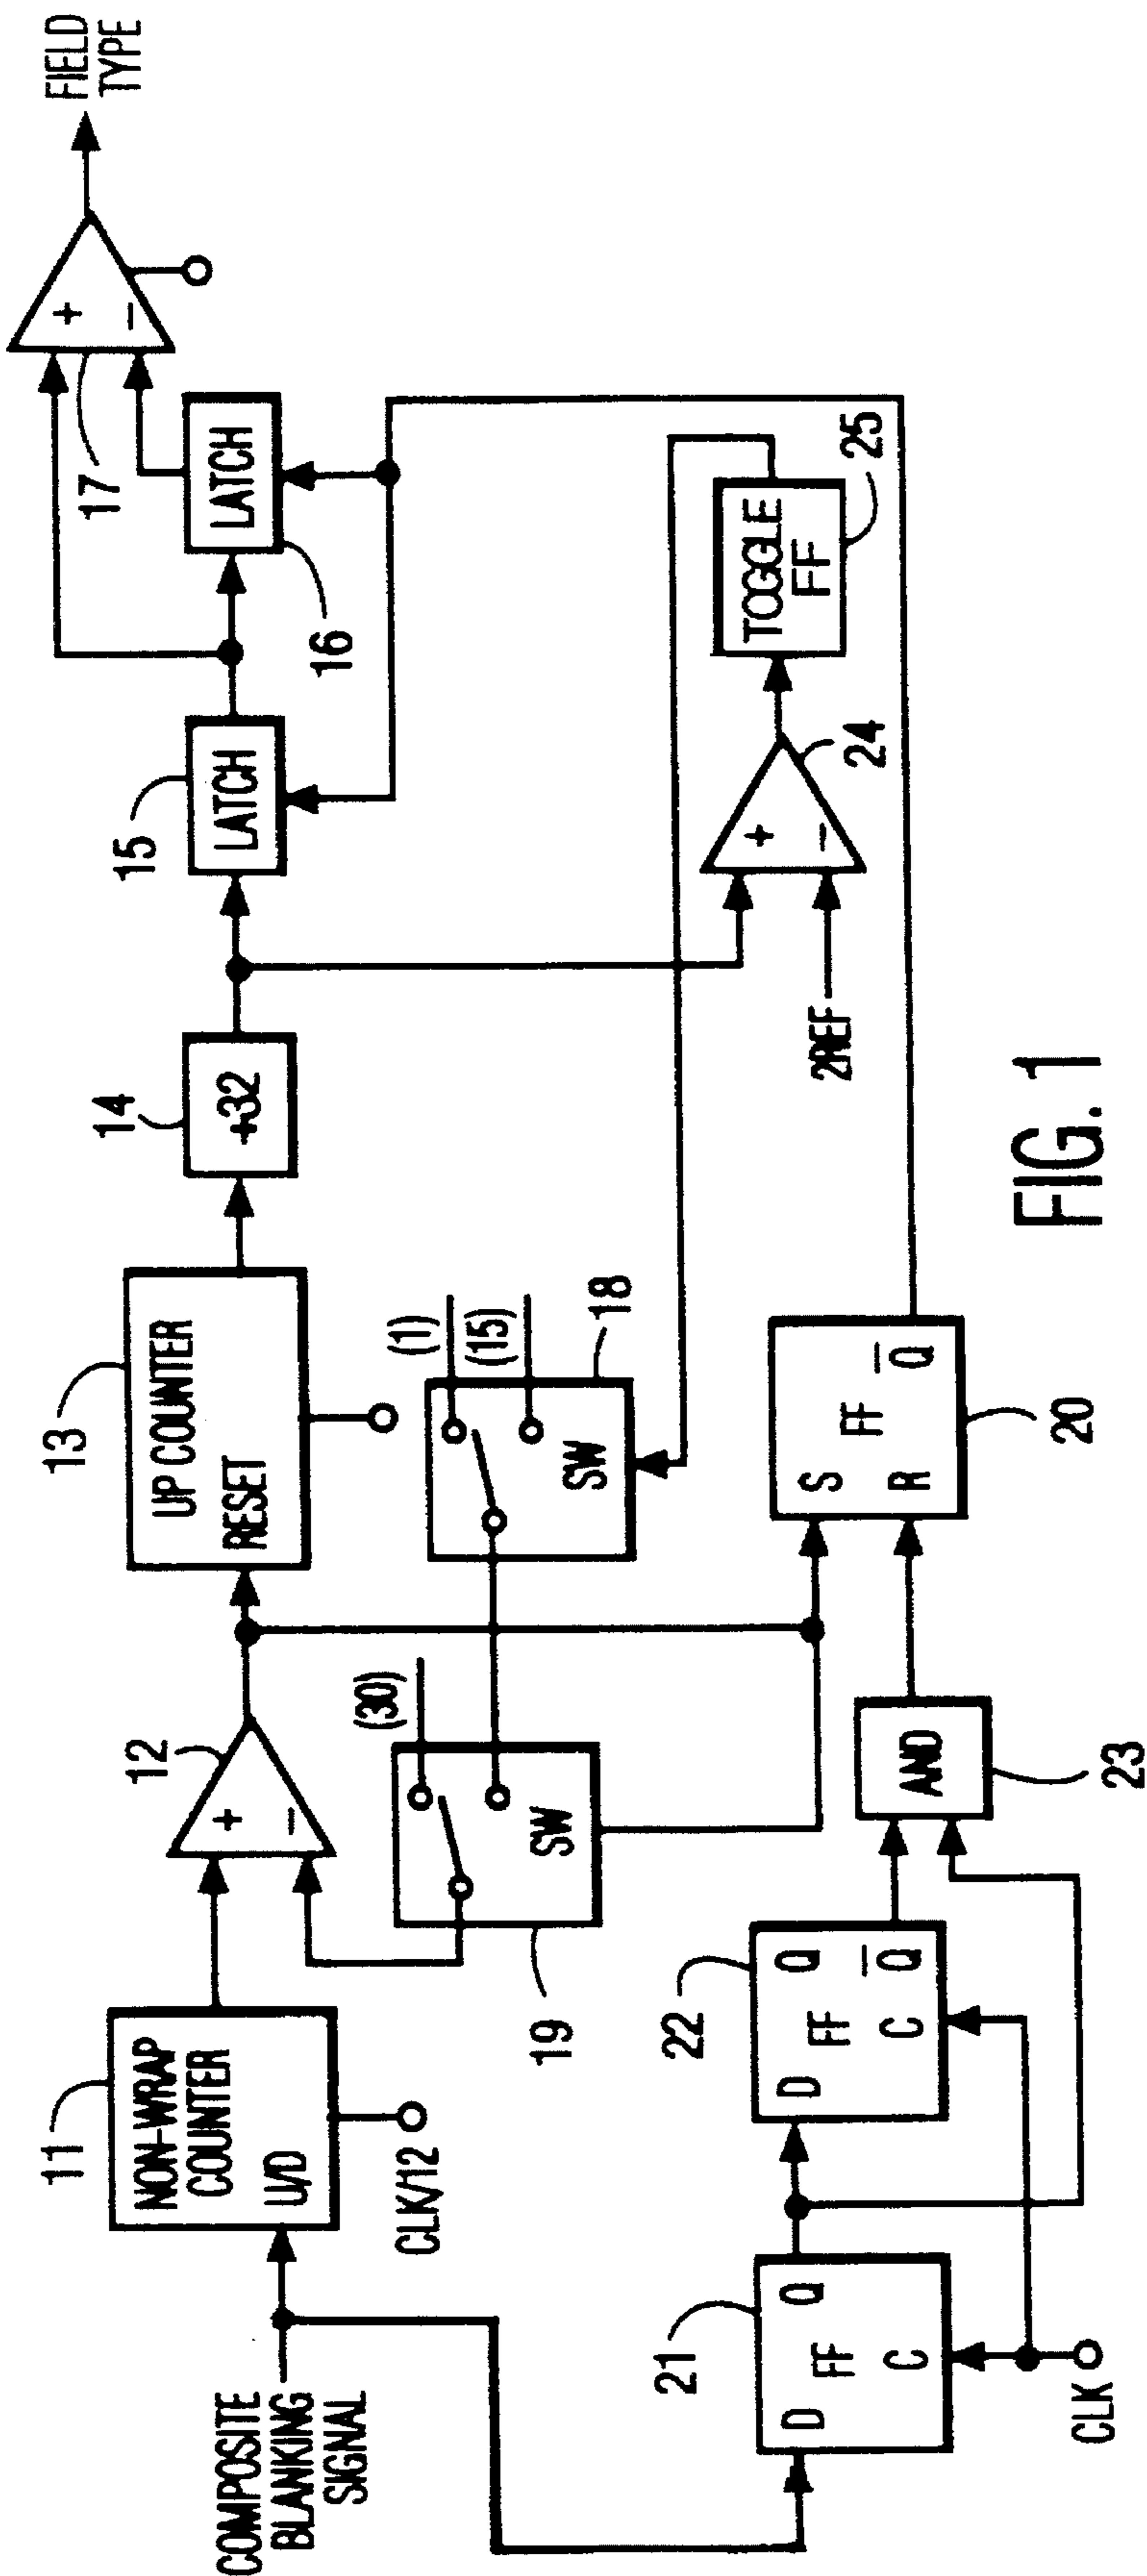 COMPOSITE
BLANKING
SIGNAL
11
NON-WRAP
COUNTER
U/D
CLK/12
12
+
−
13
UP COUNTER
RESET
14
+32
15
LATCH
16
LATCH
17
+
−
FIELD
TYPE
(30)
SW
19
(1)
(15)
SW
18
21
D Q
FF
C
CLK
22
D Q
FF Q̅
C
AND
23
S
FF
R Q̅
20
2REF
+
−
24
TOGGLE
FF
25
FIG. 1